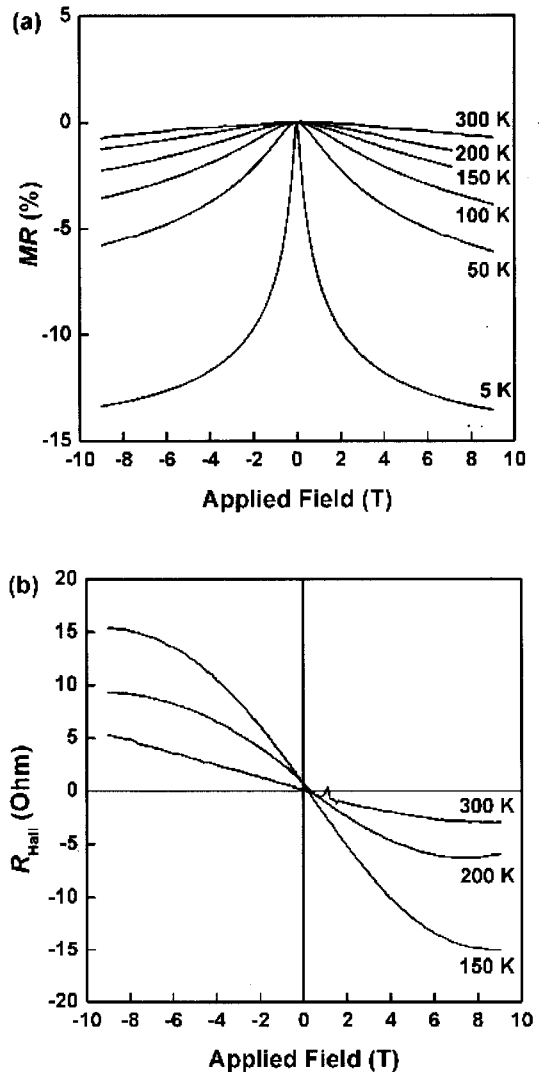 (a)
5
0
-5
-10
-15
MR (%)
300 K
200 K
150 K
100 K
50 K
5 K
-10 -8 -6 -4 -2 0 2 4 6 8 10
Applied Field (T)
(b)
20
15
10
5
0
-5
-10
-15
-20
R_Hall (Ohm)
300 K
200 K
150 K
-10 -8 -6 -4 -2 0 2 4 6 8 10
Applied Field (T)